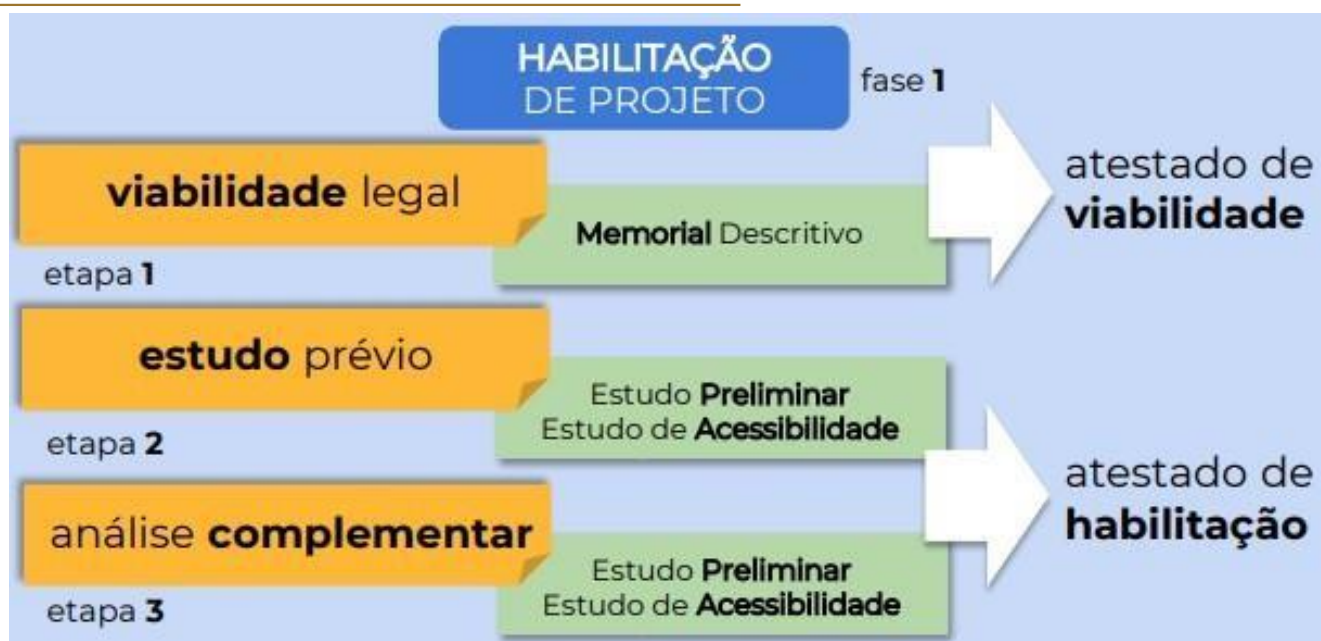 HABILITAÇÃO
DE PROJETO
fase 1
viabilidade legal
etapa 1
Memorial Descritivo
atestado de
viabilidade
estudo prévio
etapa 2
Estudo Preliminar
Estudo de Acessibilidade
análise complementar
etapa 3
Estudo Preliminar
Estudo de Acessibilidade
atestado de
habilitação